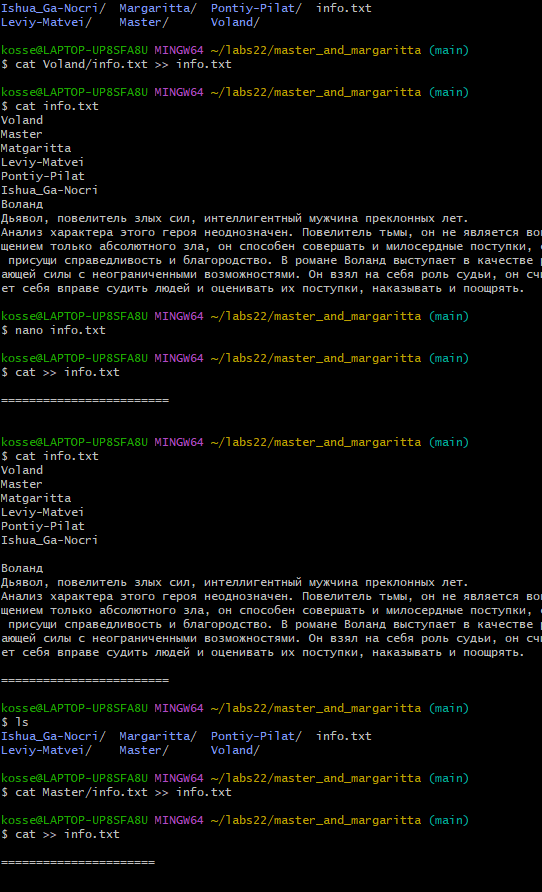 Ishua_Ga-Nocri/  Margaritta/  Pontiy-Pilat/  info.txt
Leviy-Matvei/    Master/      Voland/
kosse@LAPTOP-UP8SFA8U MINGW64 ~/labs22/master_and_margaritta (main)
$ cat Voland/info.txt >> info.txt
kosse@LAPTOP-UP8SFA8U MINGW64 ~/labs22/master_and_margaritta (main)
$ cat info.txt
Voland
Master
Matgaritta
Leviy-Matvei
Pontiy-Pilat
Ishua_Ga-Nocri
Воланд
Дьявол, повелитель злых сил, интеллигентный мужчина преклонных лет.
Анализ характера этого героя неоднозначен. Повелитель тьмы, он не является
щением только абсолютного зла, он способен совершать и милосердные поступки,
присущи справедливость и благородство. В романе Воланд выступает в качестве
ающей силы с неограниченными возможностями. Он взял на себя роль судьи, он
ет себя вправе судить людей и оценивать их поступки, наказывать и поощрять.
kosse@LAPTOP-UP8SFA8U MINGW64 ~/labs22/master_and_margaritta (main)
$ nano info.txt
kosse@LAPTOP-UP8SFA8U MINGW64 ~/labs22/master_and_margaritta (main)
$ cat >> info.txt
========================
kosse@LAPTOP-UP8SFA8U MINGW64 ~/labs22/master_and_margaritta (main)
$ cat info.txt
Voland
Master
Matgaritta
Leviy-Matvei
Pontiy-Pilat
Ishua_Ga-Nocri
Воланд
Дьявол, повелитель злых сил, интеллигентный мужчина преклонных лет.
Анализ характера этого героя неоднозначен. Повелитель тьмы, он не является
щением только абсолютного зла, он способен совершать и милосердные поступки,
присущи справедливость и благородство. В романе Воланд выступает в качестве
ающей силы с неограниченными возможностями. Он взял на себя роль судьи, он
ет себя вправе судить людей и оценивать их поступки, наказывать и поощрять.
========================
kosse@LAPTOP-UP8SFA8U MINGW64 ~/labs22/master_and_margaritta (main)
$ ls
Ishua_Ga-Nocri/  Margaritta/  Pontiy-Pilat/  info.txt
Leviy-Matvei/    Master/      Voland/
kosse@LAPTOP-UP8SFA8U MINGW64 ~/labs22/master_and_margaritta (main)
$ cat Master/info.txt >> info.txt
kosse@LAPTOP-UP8SFA8U MINGW64 ~/labs22/master_and_margaritta (main)
$ cat >> info.txt
======================